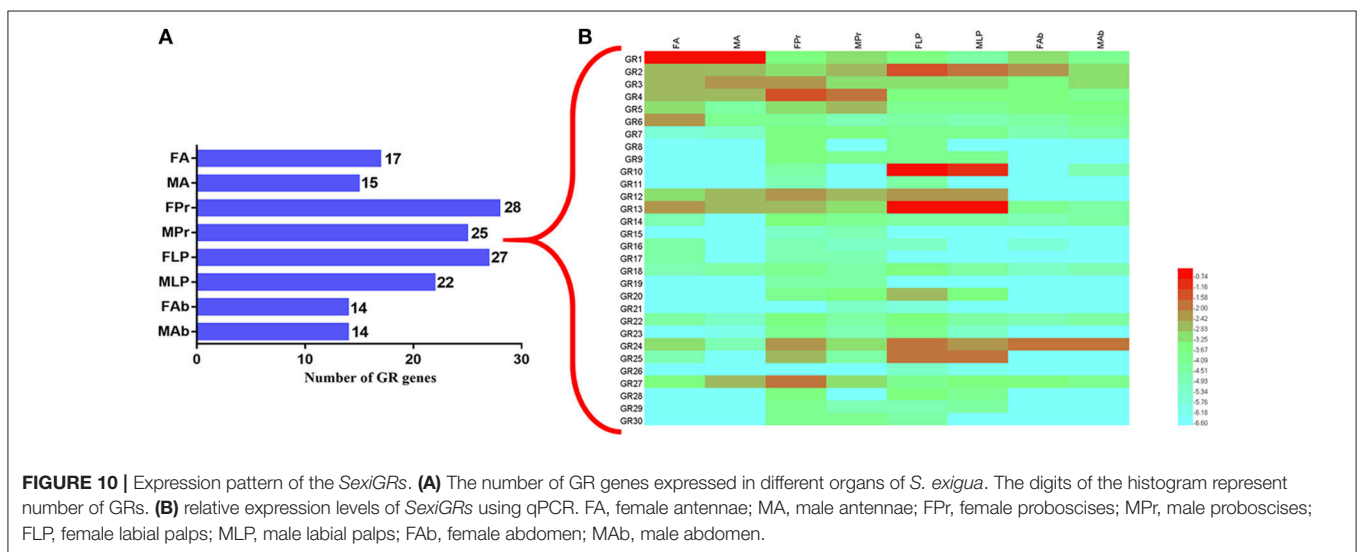 A
FA 17
MA 15
FPr 28
MPr 25
FLP 27
MLP 22
FAb 14
MAb 14
0 10 20 30
Number of GR genes
B
FA MA FPr MPr FLP MLP FAb MAb
GR1
GR2
GR3
GR4
GR5
GR6
GR7
GR8
GR9
GR10
GR11
GR12
GR13
GR14
GR15
GR16
GR17
GR18
GR19
GR20
GR21
GR22
GR23
GR24
GR25
GR26
GR27
GR28
GR29
GR30
-0.74
-1.16
-1.58
-2.00
-2.42
-2.83
-3.25
-3.67
-4.09
-4.51
-4.93
-5.34
-5.76
-6.18
-6.60
FIGURE 10 | Expression pattern of the SexiGRs. (A) The number of GR genes expressed in different organs of S. exigua. The digits of the histogram represent
number of GRs. (B) relative expression levels of SexiGRs using qPCR. FA, female antennae; MA, male antennae; FPr, female proboscises; MPr, male proboscises;
FLP, female labial palps; MLP, male labial palps; FAb, female abdomen; MAb, male abdomen.